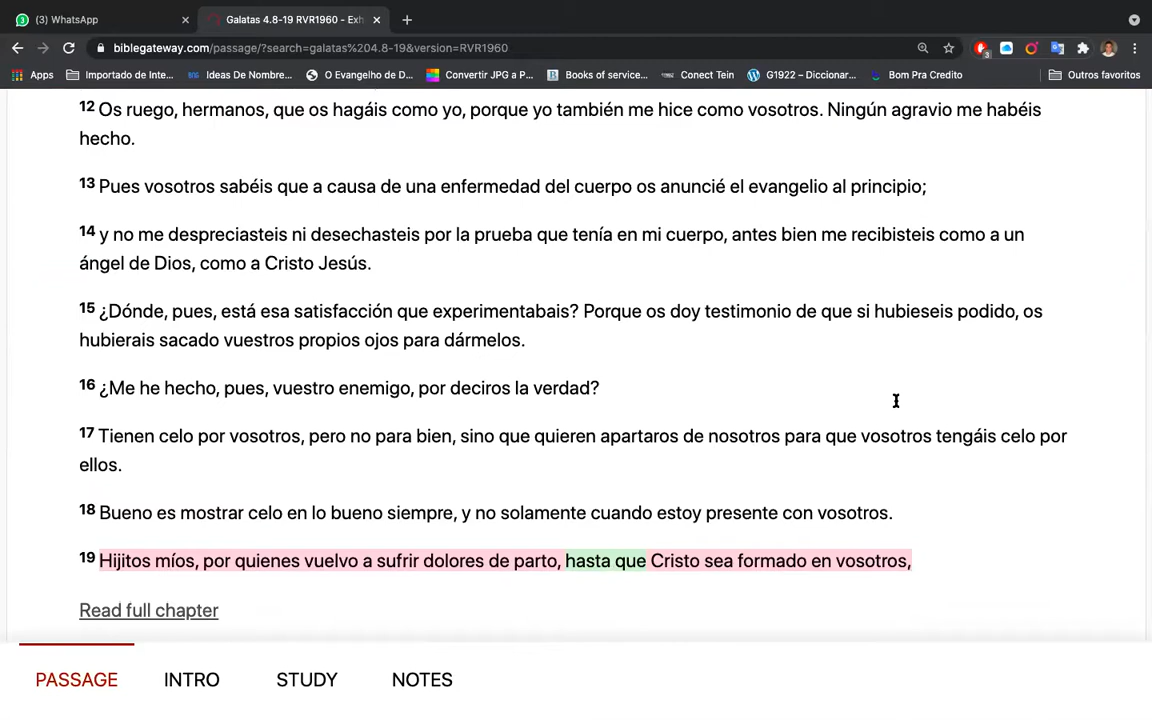 3
(3) WhatsApp
Galatas 4.8-19 RVR1960 - Exh
biblegateway.com/passage/?search=galatas%204.8-19&version=RVR1960
3
Apps
Importado de Inte...
Ideas De Nombre...
O Evangelho de D...
Convertir JPG a P...
Books of service...
Conect Tein
G1922 – Diccionar...
Bom Pra Credito
Outros favoritos
12 Os ruego, hermanos, que os hagáis como yo, porque yo también me hice como vosotros. Ningún agravio me habéis
hecho.
13 Pues vosotros sabéis que a causa de una enfermedad del cuerpo os anuncié el evangelio al principio;
14 y no me despreciasteis ni desechasteis por la prueba que tenía en mi cuerpo, antes bien me recibisteis como a un
ángel de Dios, como a Cristo Jesús.
15 ¿Dónde, pues, está esa satisfacción que experimentabais? Porque os doy testimonio de que si hubieseis podido, os
hubierais sacado vuestros propios ojos para dármelos.
16 ¿Me he hecho, pues, vuestro enemigo, por deciros la verdad?
17 Tienen celo por vosotros, pero no para bien, sino que quieren apartaros de nosotros para que vosotros tengáis celo por
ellos.
18 Bueno es mostrar celo en lo bueno siempre, y no solamente cuando estoy presente con vosotros.
19 Hijitos míos, por quienes vuelvo a sufrir dolores de parto, hasta que Cristo sea formado en vosotros,
Read full chapter
PASSAGE
INTRO
STUDY
NOTES